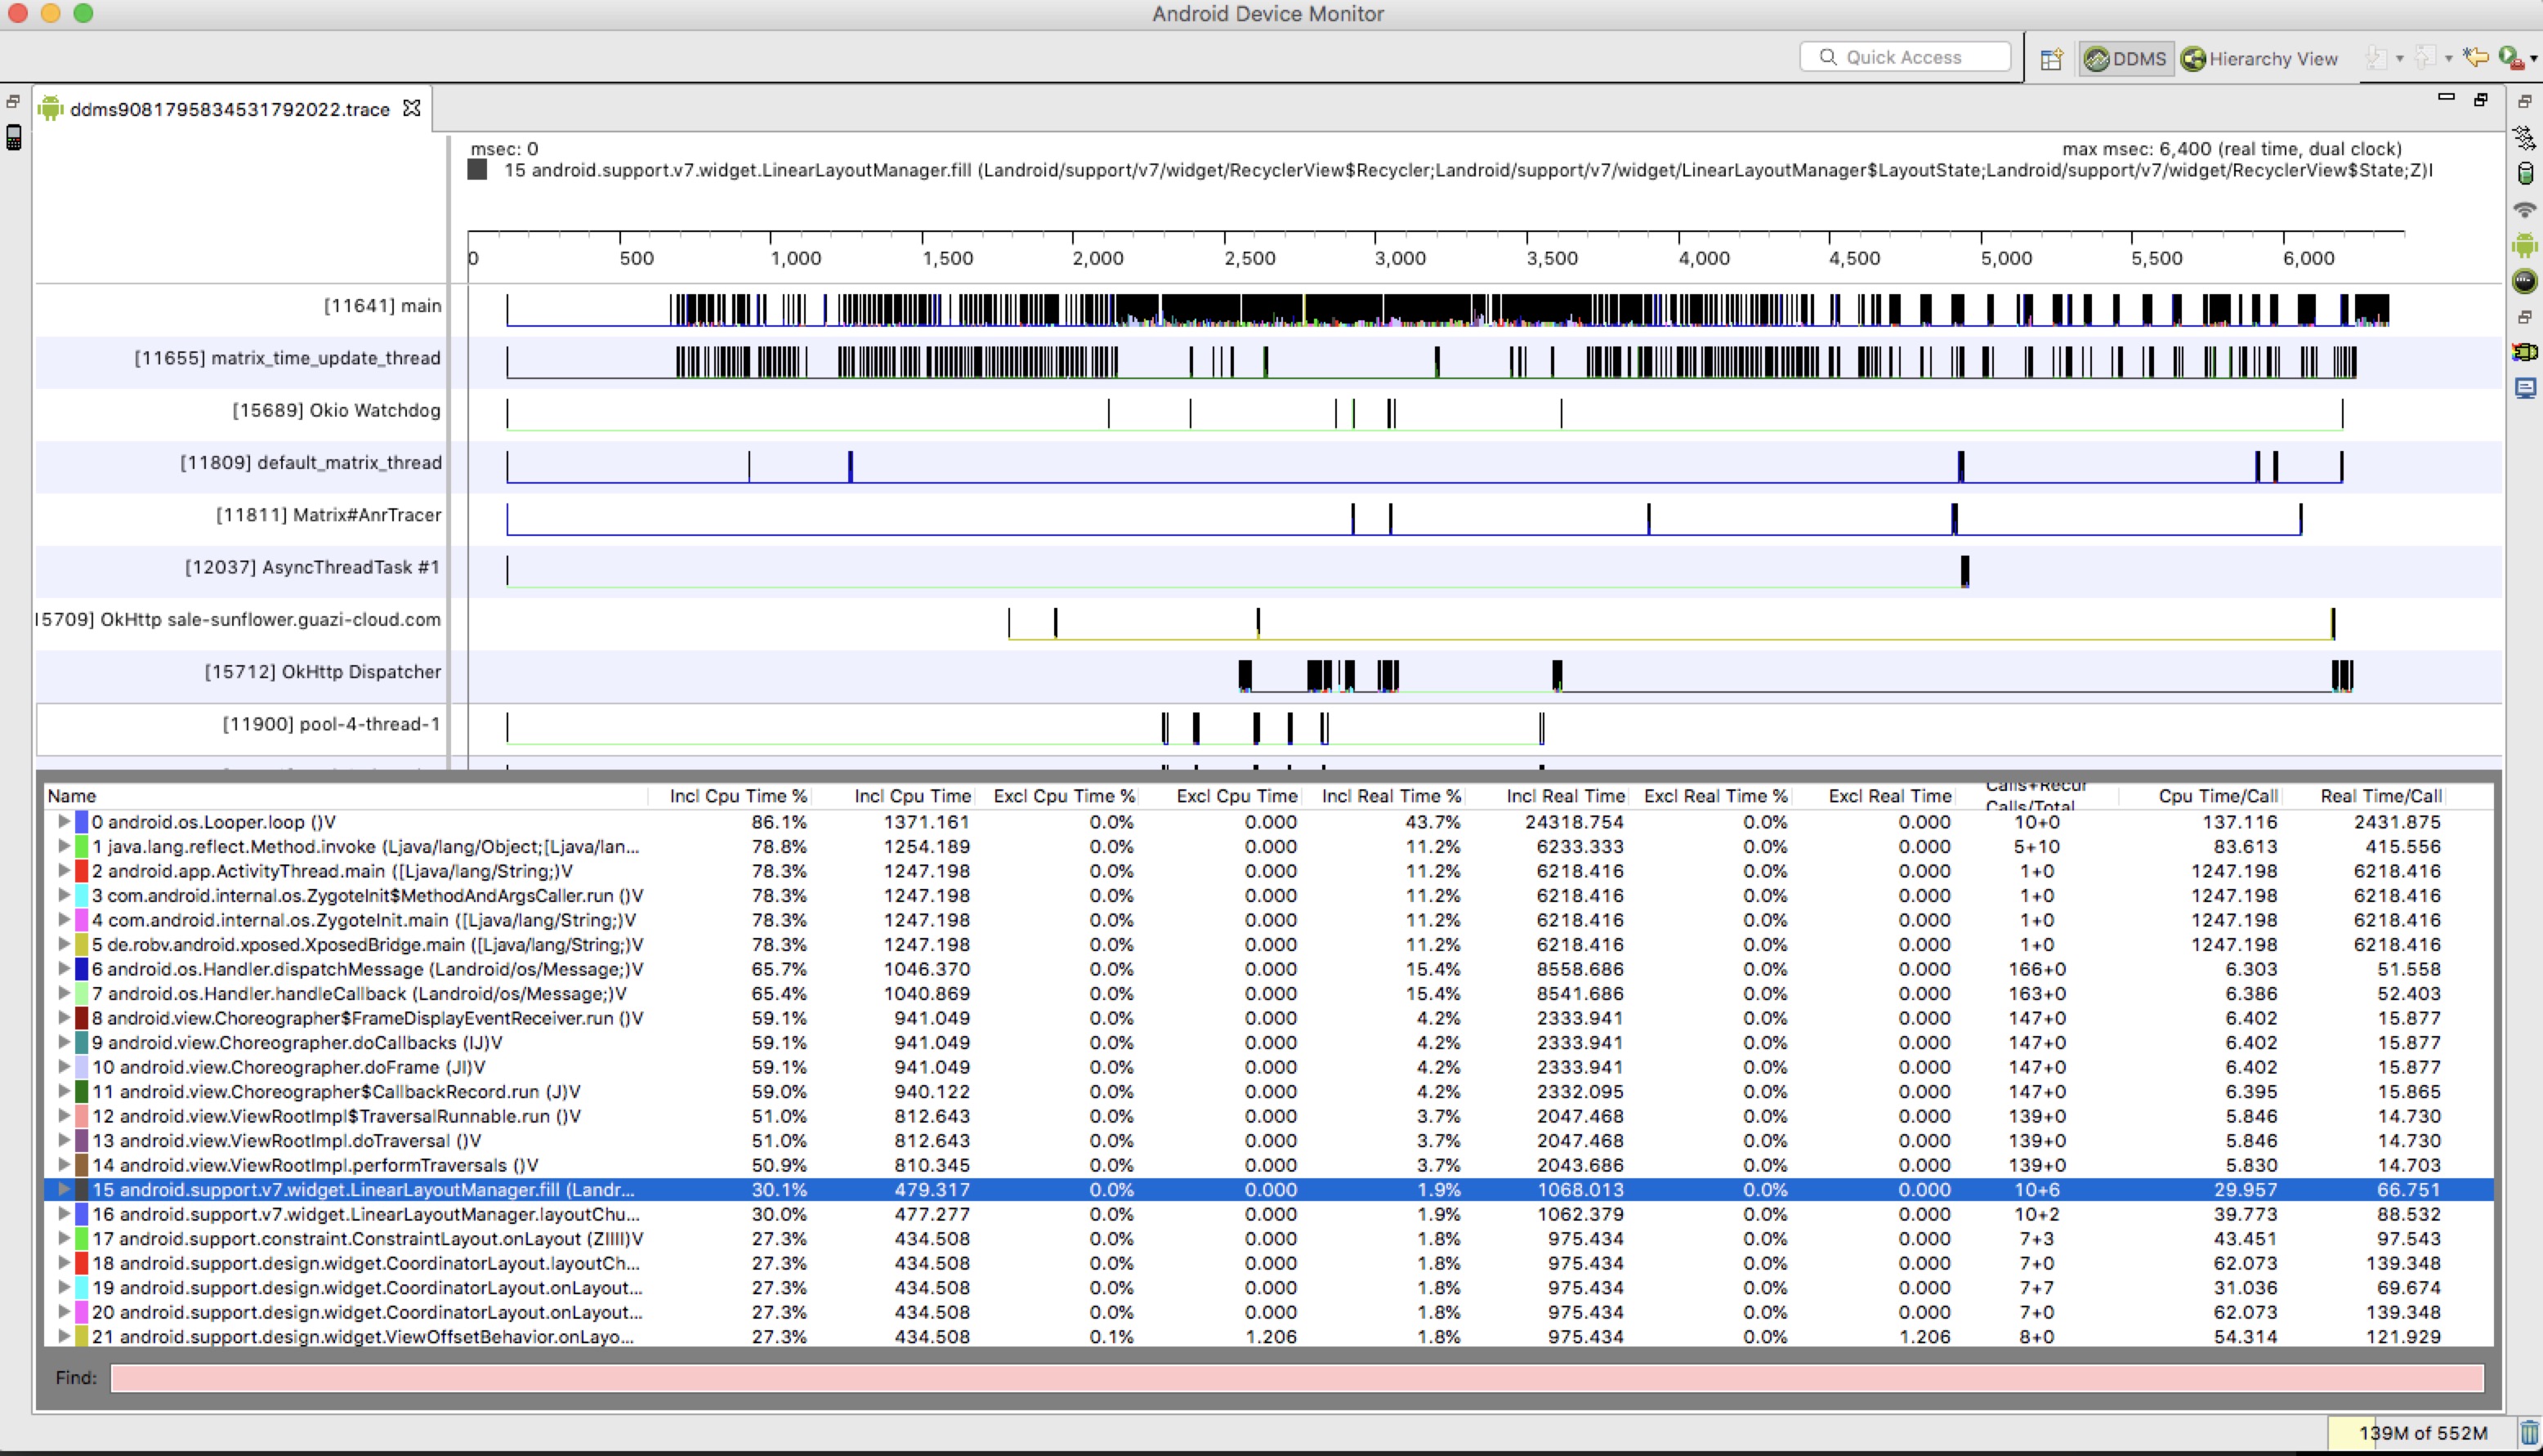 Android Device Monitor
Quick Access
DDMS
Hierarchy View
ddms9081795834531792022.trace
msec: 0
max msec: 6,400 (real time, dual clock)
15 android.support.v7.widget.LinearLayoutManager.fill (Landroid/support/v7/widget/RecyclerView$Recycler;Landroid/support/v7/widget/LinearLayoutManager$LayoutState;Landroid/support/v7/widget/RecyclerView$State;Z)I
0 500 1,000 1,500 2,000 2,500 3,000 3,500 4,000 4,500 5,000 5,500 6,000
[11641] main
[11655] matrix_time_update_thread
[15689] Okio Watchdog
[11809] default_matrix_thread
[11811] Matrix#AnrTracer
[12037] AsyncThreadTask #1
15709] OkHttp sale-sunflower.guazi-cloud.com
[15712] OkHttp Dispatcher
[11900] pool-4-thread-1
Name Incl Cpu Time % Incl Cpu Time Excl Cpu Time % Excl Cpu Time Incl Real Time % Incl Real Time Excl Real Time % Excl Real Time Calls+Recur Calls/Total Cpu Time/Call Real Time/Call
0 android.os.Looper.loop ()V 86.1% 1371.161 0.0% 0.000 43.7% 24318.754 0.0% 0.000 10+0 137.116 2431.875
1 java.lang.reflect.Method.invoke (Ljava/lang/Object;[Ljava/lan... 78.8% 1254.189 0.0% 0.000 11.2% 6233.333 0.0% 0.000 5+10 83.613 415.556
2 android.app.ActivityThread.main ([Ljava/lang/String;)V 78.3% 1247.198 0.0% 0.000 11.2% 6218.416 0.0% 0.000 1+0 1247.198 6218.416
3 com.android.internal.os.ZygoteInit$MethodAndArgsCaller.run ()V 78.3% 1247.198 0.0% 0.000 11.2% 6218.416 0.0% 0.000 1+0 1247.198 6218.416
4 com.android.internal.os.ZygoteInit.main ([Ljava/lang/String;)V 78.3% 1247.198 0.0% 0.000 11.2% 6218.416 0.0% 0.000 1+0 1247.198 6218.416
5 de.robv.android.xposed.XposedBridge.main ([Ljava/lang/String;)V 78.3% 1247.198 0.0% 0.000 11.2% 6218.416 0.0% 0.000 1+0 1247.198 6218.416
6 android.os.Handler.dispatchMessage (Landroid/os/Message;)V 65.7% 1046.370 0.0% 0.000 15.4% 8558.686 0.0% 0.000 166+0 6.303 51.558
7 android.os.Handler.handleCallback (Landroid/os/Message;)V 65.4% 1040.869 0.0% 0.000 15.4% 8541.686 0.0% 0.000 163+0 6.386 52.403
8 android.view.Choreographer$FrameDisplayEventReceiver.run ()V 59.1% 941.049 0.0% 0.000 4.2% 2333.941 0.0% 0.000 147+0 6.402 15.877
9 android.view.Choreographer.doCallbacks (IJ)V 59.1% 941.049 0.0% 0.000 4.2% 2333.941 0.0% 0.000 147+0 6.402 15.877
10 android.view.Choreographer.doFrame (JI)V 59.1% 941.049 0.0% 0.000 4.2% 2333.941 0.0% 0.000 147+0 6.402 15.877
11 android.view.Choreographer$CallbackRecord.run (J)V 59.0% 940.122 0.0% 0.000 4.2% 2332.095 0.0% 0.000 147+0 6.395 15.865
12 android.view.ViewRootImpl$TraversalRunnable.run ()V 51.0% 812.643 0.0% 0.000 3.7% 2047.468 0.0% 0.000 139+0 5.846 14.730
13 android.view.ViewRootImpl.doTraversal ()V 51.0% 812.643 0.0% 0.000 3.7% 2047.468 0.0% 0.000 139+0 5.846 14.730
14 android.view.ViewRootImpl.performTraversals ()V 50.9% 810.345 0.0% 0.000 3.7% 2043.686 0.0% 0.000 139+0 5.830 14.703
15 android.support.v7.widget.LinearLayoutManager.fill (Landr... 30.1% 479.317 0.0% 0.000 1.9% 1068.013 0.0% 0.000 10+6 29.957 66.751
16 android.support.v7.widget.LinearLayoutManager.layoutChu... 30.0% 477.277 0.0% 0.000 1.9% 1062.379 0.0% 0.000 10+2 39.773 88.532
17 android.support.constraint.ConstraintLayout.onLayout (ZIIII)V 27.3% 434.508 0.0% 0.000 1.8% 975.434 0.0% 0.000 7+3 43.451 97.543
18 android.support.design.widget.CoordinatorLayout.layoutCh... 27.3% 434.508 0.0% 0.000 1.8% 975.434 0.0% 0.000 7+0 62.073 139.348
19 android.support.design.widget.CoordinatorLayout.onLayout... 27.3% 434.508 0.0% 0.000 1.8% 975.434 0.0% 0.000 7+7 31.036 69.674
20 android.support.design.widget.CoordinatorLayout.onLayout... 27.3% 434.508 0.0% 0.000 1.8% 975.434 0.0% 0.000 7+0 62.073 139.348
21 android.support.design.widget.ViewOffsetBehavior.onLayo... 27.3% 434.508 0.1% 1.206 1.8% 975.434 0.0% 1.206 8+0 54.314 121.929
Find:
139M of 552M